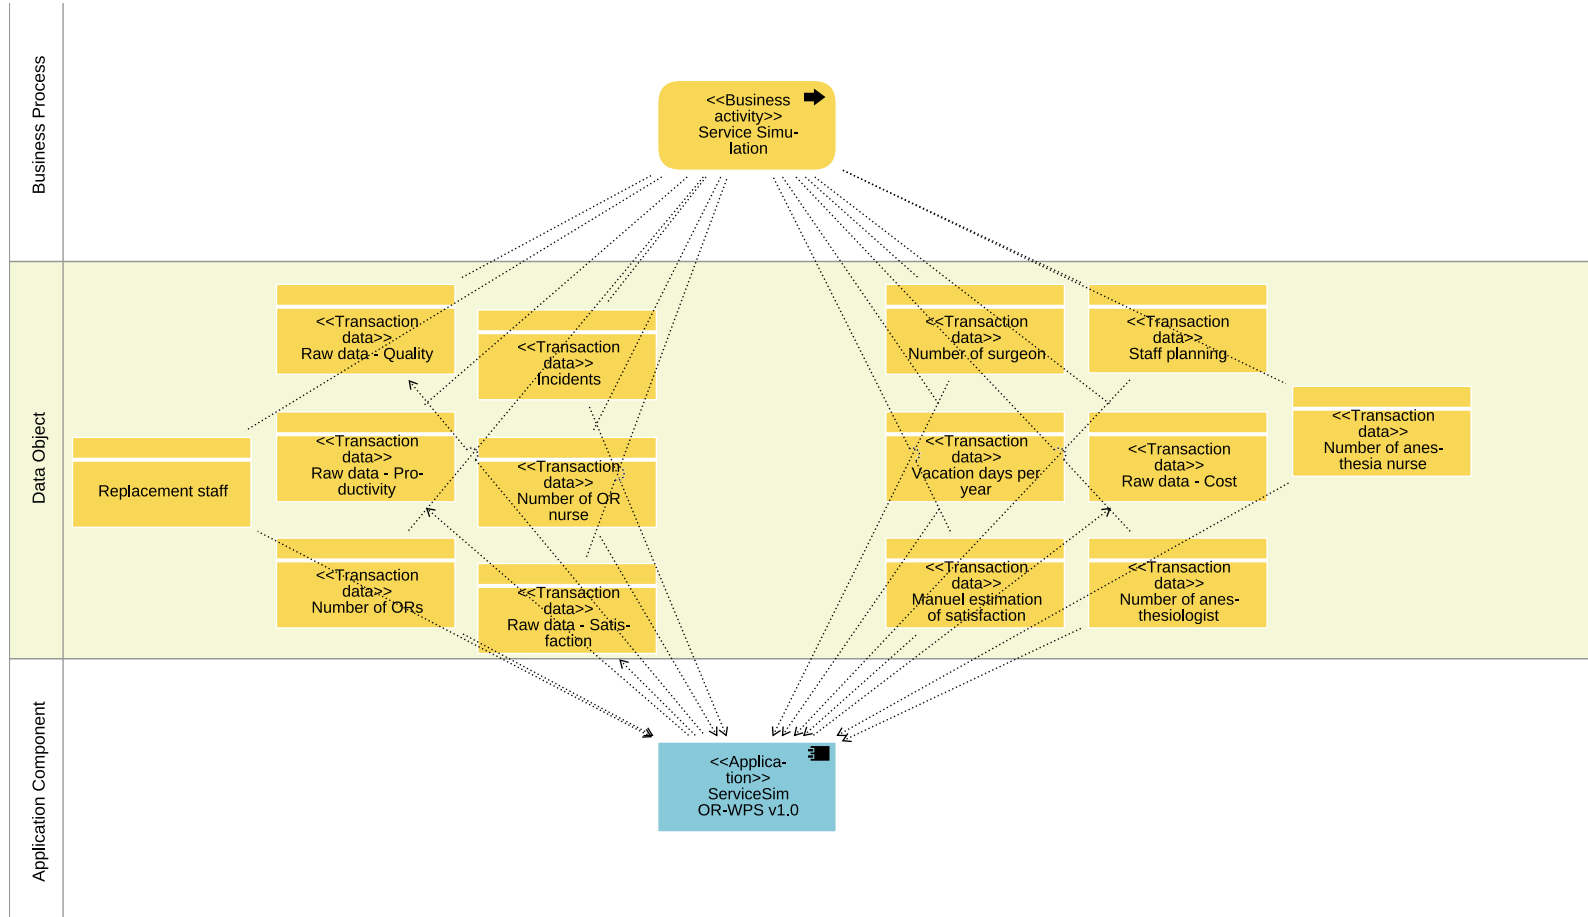 Business Process
<<Business
activity>>
Service Simu-
lation
Data Object
<<Transaction
data>>
Raw data - Quality
<<Transaction
data>>
Incidents
<<Transaction
data>>
Number of surgeon
<<Transaction
data>>
Staff planning
Replacement staff
<<Transaction
data>>
Raw data - Pro-
ductivity
<<Transaction
data>>
Number of OR
nurse
<<Transaction
data>>
Vacation days per
year
<<Transaction
data>>
Raw data - Cost
<<Transaction
data>>
Number of anes-
thesia nurse
<<Transaction
data>>
Number of ORs
<<Transaction
data>>
Raw data - Satis-
faction
<<Transaction
data>>
Manuel estimation
of satisfaction
<<Transaction
data>>
Number of anes-
thesiologist
Application Component
<<Applica-
tion>>
ServiceSim
OR-WPS v1.0